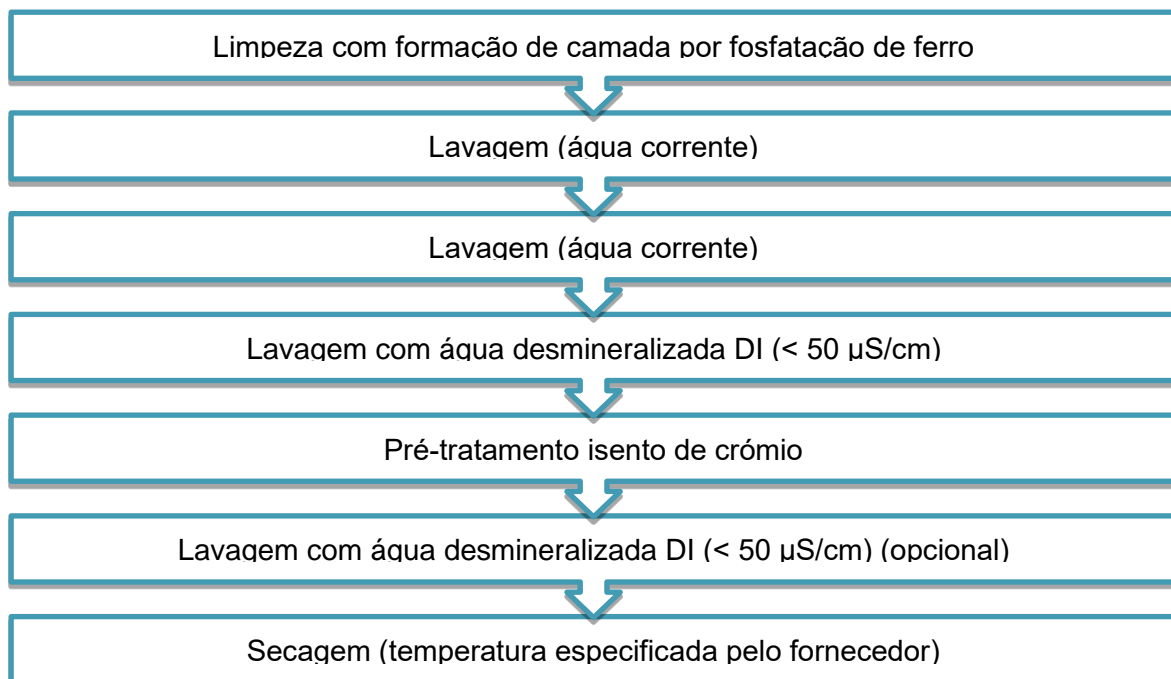 Limpeza com formação de camada por fosfatação de ferro
Lavagem (água corrente)
Lavagem (água corrente)
Lavagem com água desmineralizada DI (< 50 µS/cm)
Pré-tratamento isento de crómio
Lavagem com água desmineralizada DI (< 50 µS/cm) (opcional)
Secagem (temperatura especificada pelo fornecedor)